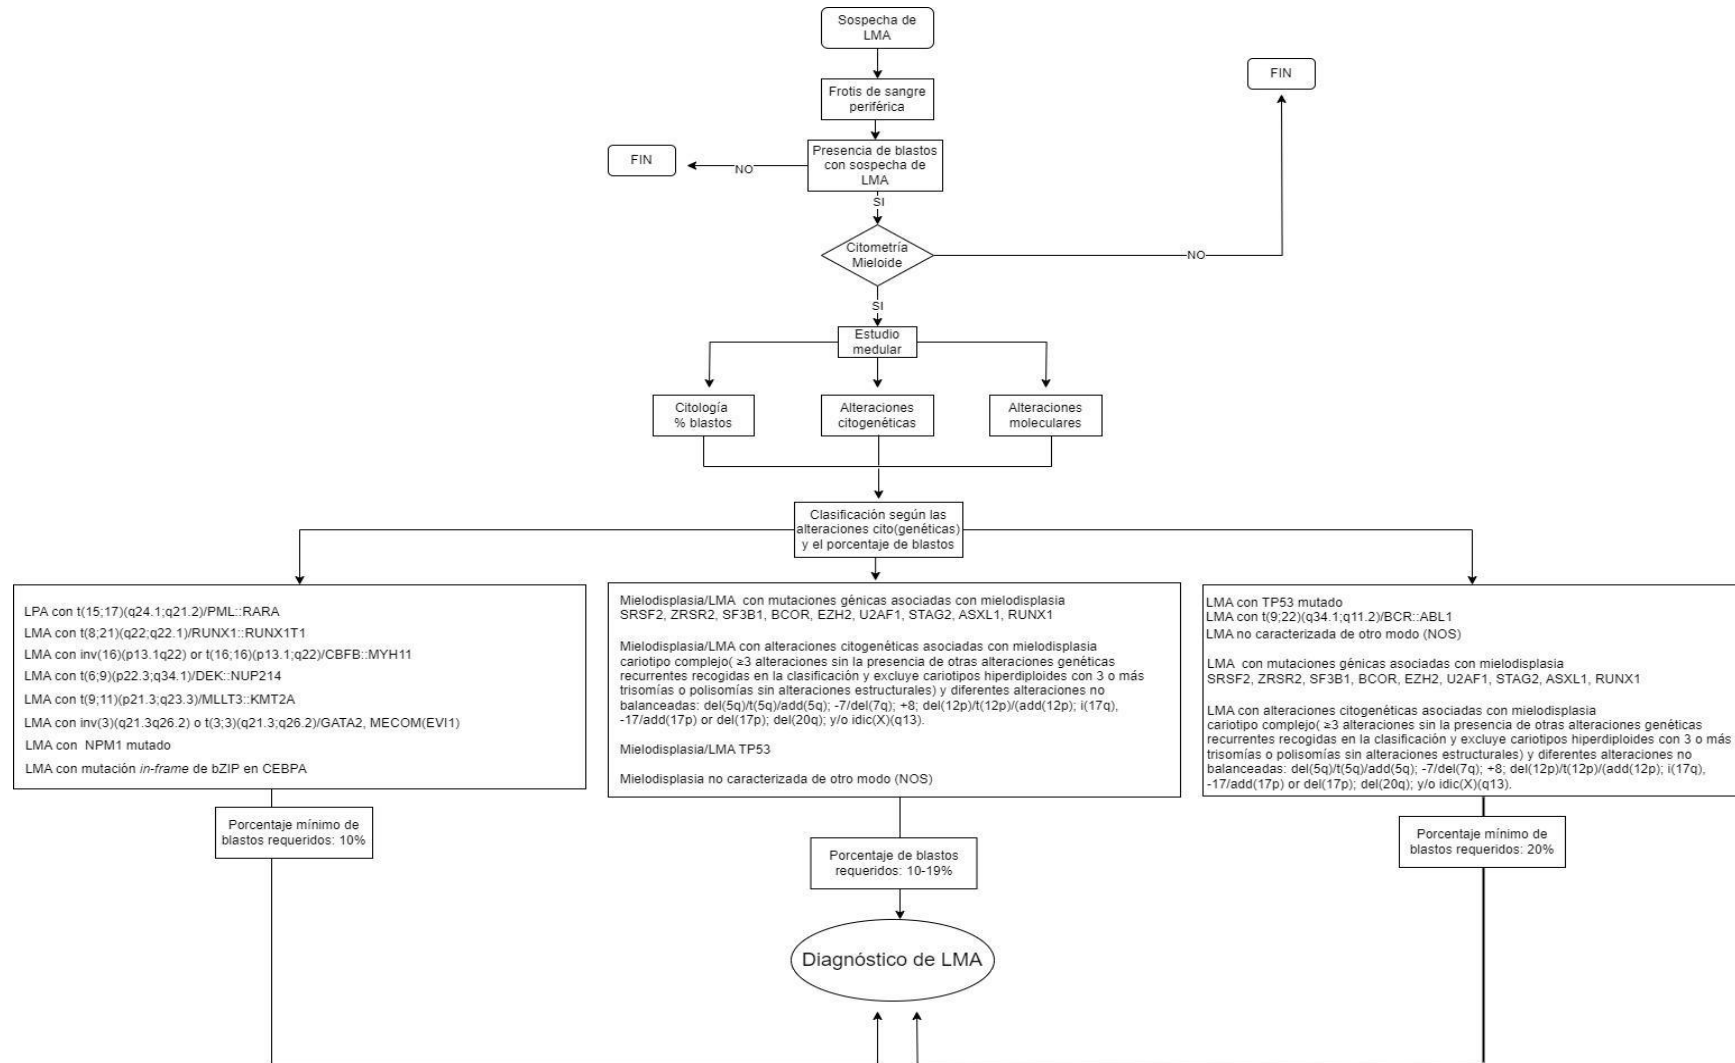 Sospecha de
LMA
Frotis de sangre
periférica
FIN
Presencia de blastos
con sospecha de
LMA
NO
FIN
SI
Citometría
Mieloide
NO
SI
Estudio
medular
Citología
% blastos
Alteraciones
citogenéticas
Alteraciones
moleculares
Clasificación según las
alteraciones cito(genéticas)
y el porcentaje de blastos
LPA con t(15;17)(q24.1;q21.2)/PML::RARA
LMA con t(8;21)(q22;q22.1)/RUNX1::RUNX1T1
LMA con inv(16)(p13.1q22) or t(16;16)(p13.1;q22)/CBFB::MYH11
LMA con t(6;9)(p22.3;q34.1)/DEK::NUP214
LMA con t(9;11)(p21.3;q23.3)/MLLT3::KMT2A
LMA con inv(3)(q21.3q26.2) o t(3;3)(q21.3;q26.2)/GATA2, MECOM(EVI1)
LMA con NPM1 mutado
LMA con mutación in-frame de bZIP en CEBPA
Porcentaje mínimo de
blastos requeridos: 10%
Mielodisplasia/LMA con mutaciones génicas asociadas con mielodisplasia
SRSF2, ZRSR2, SF3B1, BCOR, EZH2, U2AF1, STAG2, ASXL1, RUNX1
Mielodisplasia/LMA con alteraciones citogenéticas asociadas con mielodisplasia
cariotipo complejo( ≥3 alteraciones sin la presencia de otras alteraciones genéticas
recurrentes recogidas en la clasificación y excluye cariotipos hiperdiploides con 3 o más
trisomías o polisomías sin alteraciones estructurales) y diferentes alteraciones no
balanceadas: del(5q)/t(5q)/add(5q); -7/del(7q); +8; del(12p)/t(12p)/(add(12p); i(17q),
-17/add(17p) or del(17p); del(20q); y/o idic(X)(q13).
Mielodisplasia/LMA TP53
Mielodisplasia no caracterizada de otro modo (NOS)
Porcentaje de blastos
requeridos: 10-19%
LMA con TP53 mutado
LMA con t(9;22)(q34.1;q11.2)/BCR::ABL1
LMA no caracterizada de otro modo (NOS)
LMA con mutaciones génicas asociadas con mielodisplasia
SRSF2, ZRSR2, SF3B1, BCOR, EZH2, U2AF1, STAG2, ASXL1, RUNX1
LMA con alteraciones citogenéticas asociadas con mielodisplasia
cariotipo complejo( ≥3 alteraciones sin la presencia de otras alteraciones genéticas
recurrentes recogidas en la clasificación y excluye cariotipos hiperdiploides con 3 o más
trisomías o polisomías sin alteraciones estructurales) y diferentes alteraciones no
balanceadas: del(5q)/t(5q)/add(5q); -7/del(7q); +8; del(12p)/t(12p)/(add(12p); i(17q),
-17/add(17p) or del(17p); del(20q); y/o idic(X)(q13).
Porcentaje mínimo de
blastos requeridos: 20%
Diagnóstico de LMA